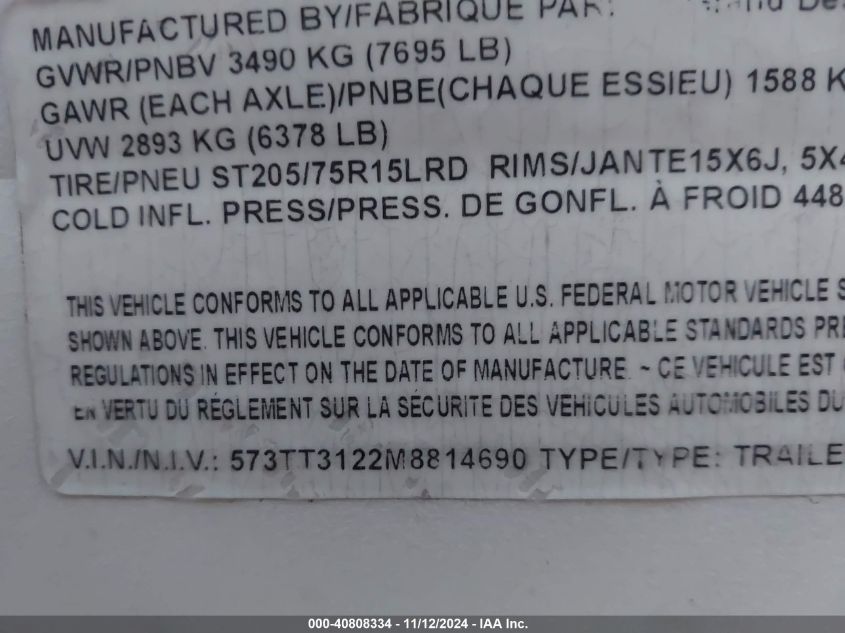 MANUFACTURED BY/FABRIQUE PAR:
GVWR/PNBV 3490 KG (7695 LB)
GAWR (EACH AXLE)/PNBE(CHAQUE ESSIEU) 1588 K
UVW 2893 KG (6378 LB)
TIRE/PNEU ST205/75R15LRD RIMS/JANTE15X6J, 5X4
COLD INFL. PRESS/PRESS. DE GONFL. À FROID 448
THIS VEHICLE CONFORMS TO ALL APPLICABLE U.S. FEDERAL MOTOR VEHICLE S
SHOWN ABOVE. THIS VEHICLE CONFORMS TO ALL APPLICABLE STANDARDS PRE
REGULATIONS IN EFFECT ON THE DATE OF MANUFACTURE. ~ CE VEHICULE EST
EN VERTU DU RÉGLEMENT SUR LA SÉCURITE DES VEHICULES AUTOMOBILES DU
V.I.N./N.I.V.: 573TT3122M8814690 TYPE/TYPE: TRAILE
000-40808334 - 11/12/2024 - IAA Inc.